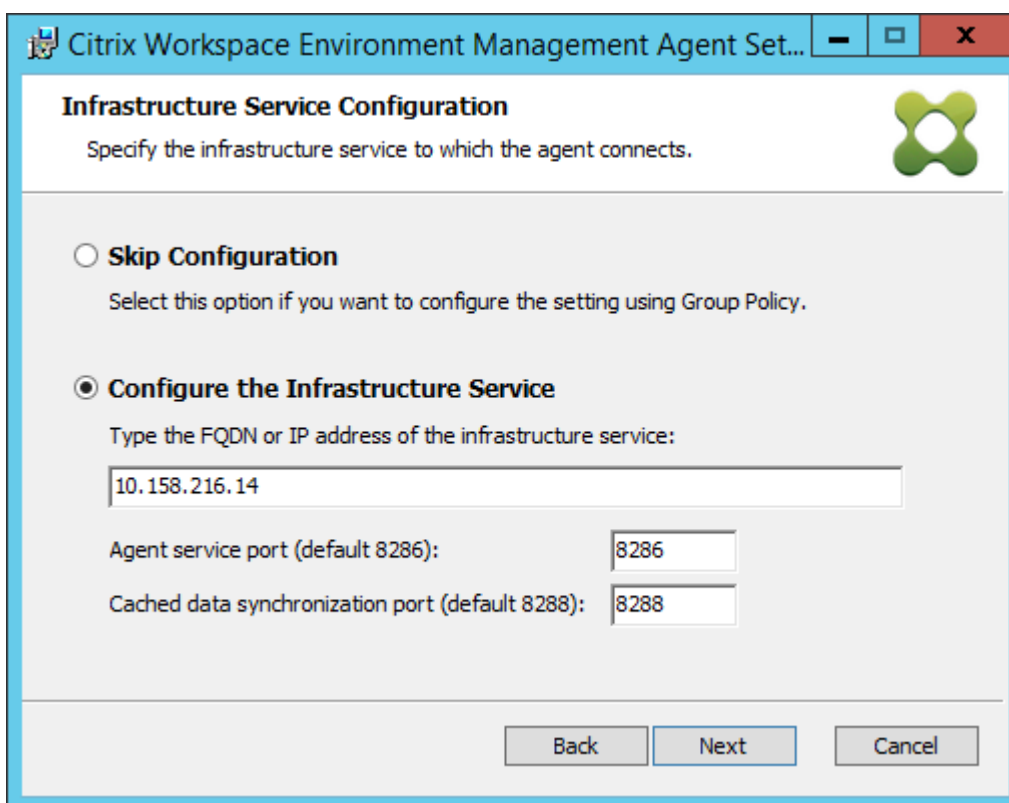 Citrix Workspace Environment Management Agent Set...
Infrastructure Service Configuration
Specify the infrastructure service to which the agent connects.
Skip Configuration
Select this option if you want to configure the setting using Group Policy.
Configure the Infrastructure Service
Type the FQDN or IP address of the infrastructure service:
10.158.216.14
Agent service port (default 8286): 8286
Cached data synchronization port (default 8288): 8288
Back Next Cancel